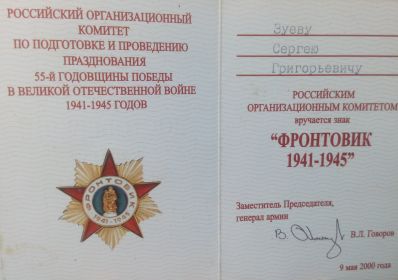 РОССИЙСКИЙ ОРГАНИЗАЦИОННЫЙ
КОМИТЕТ
ПО ПОДГОТОВКЕ И ПРОВЕДЕНИЮ
ПРАЗДНОВАНИЯ
55-й ГОДОВЩИНЫ ПОБЕДЫ
В ВЕЛИКОЙ ОТЕЧЕСТВЕННОЙ ВОЙНЕ
1941-1945 ГОДОВ
ФРОНТОВИК
1941-1945
Зуеву
Сергею
Григорьевичу
РОССИЙСКИМ
ОРГАНИЗАЦИОННЫМ КОМИТЕТОМ
вручается знак
“ФРОНТОВИК
1941-1945”
Заместитель Председателя,
генерал армии
В.Л. Говоров
9 мая 2000 года